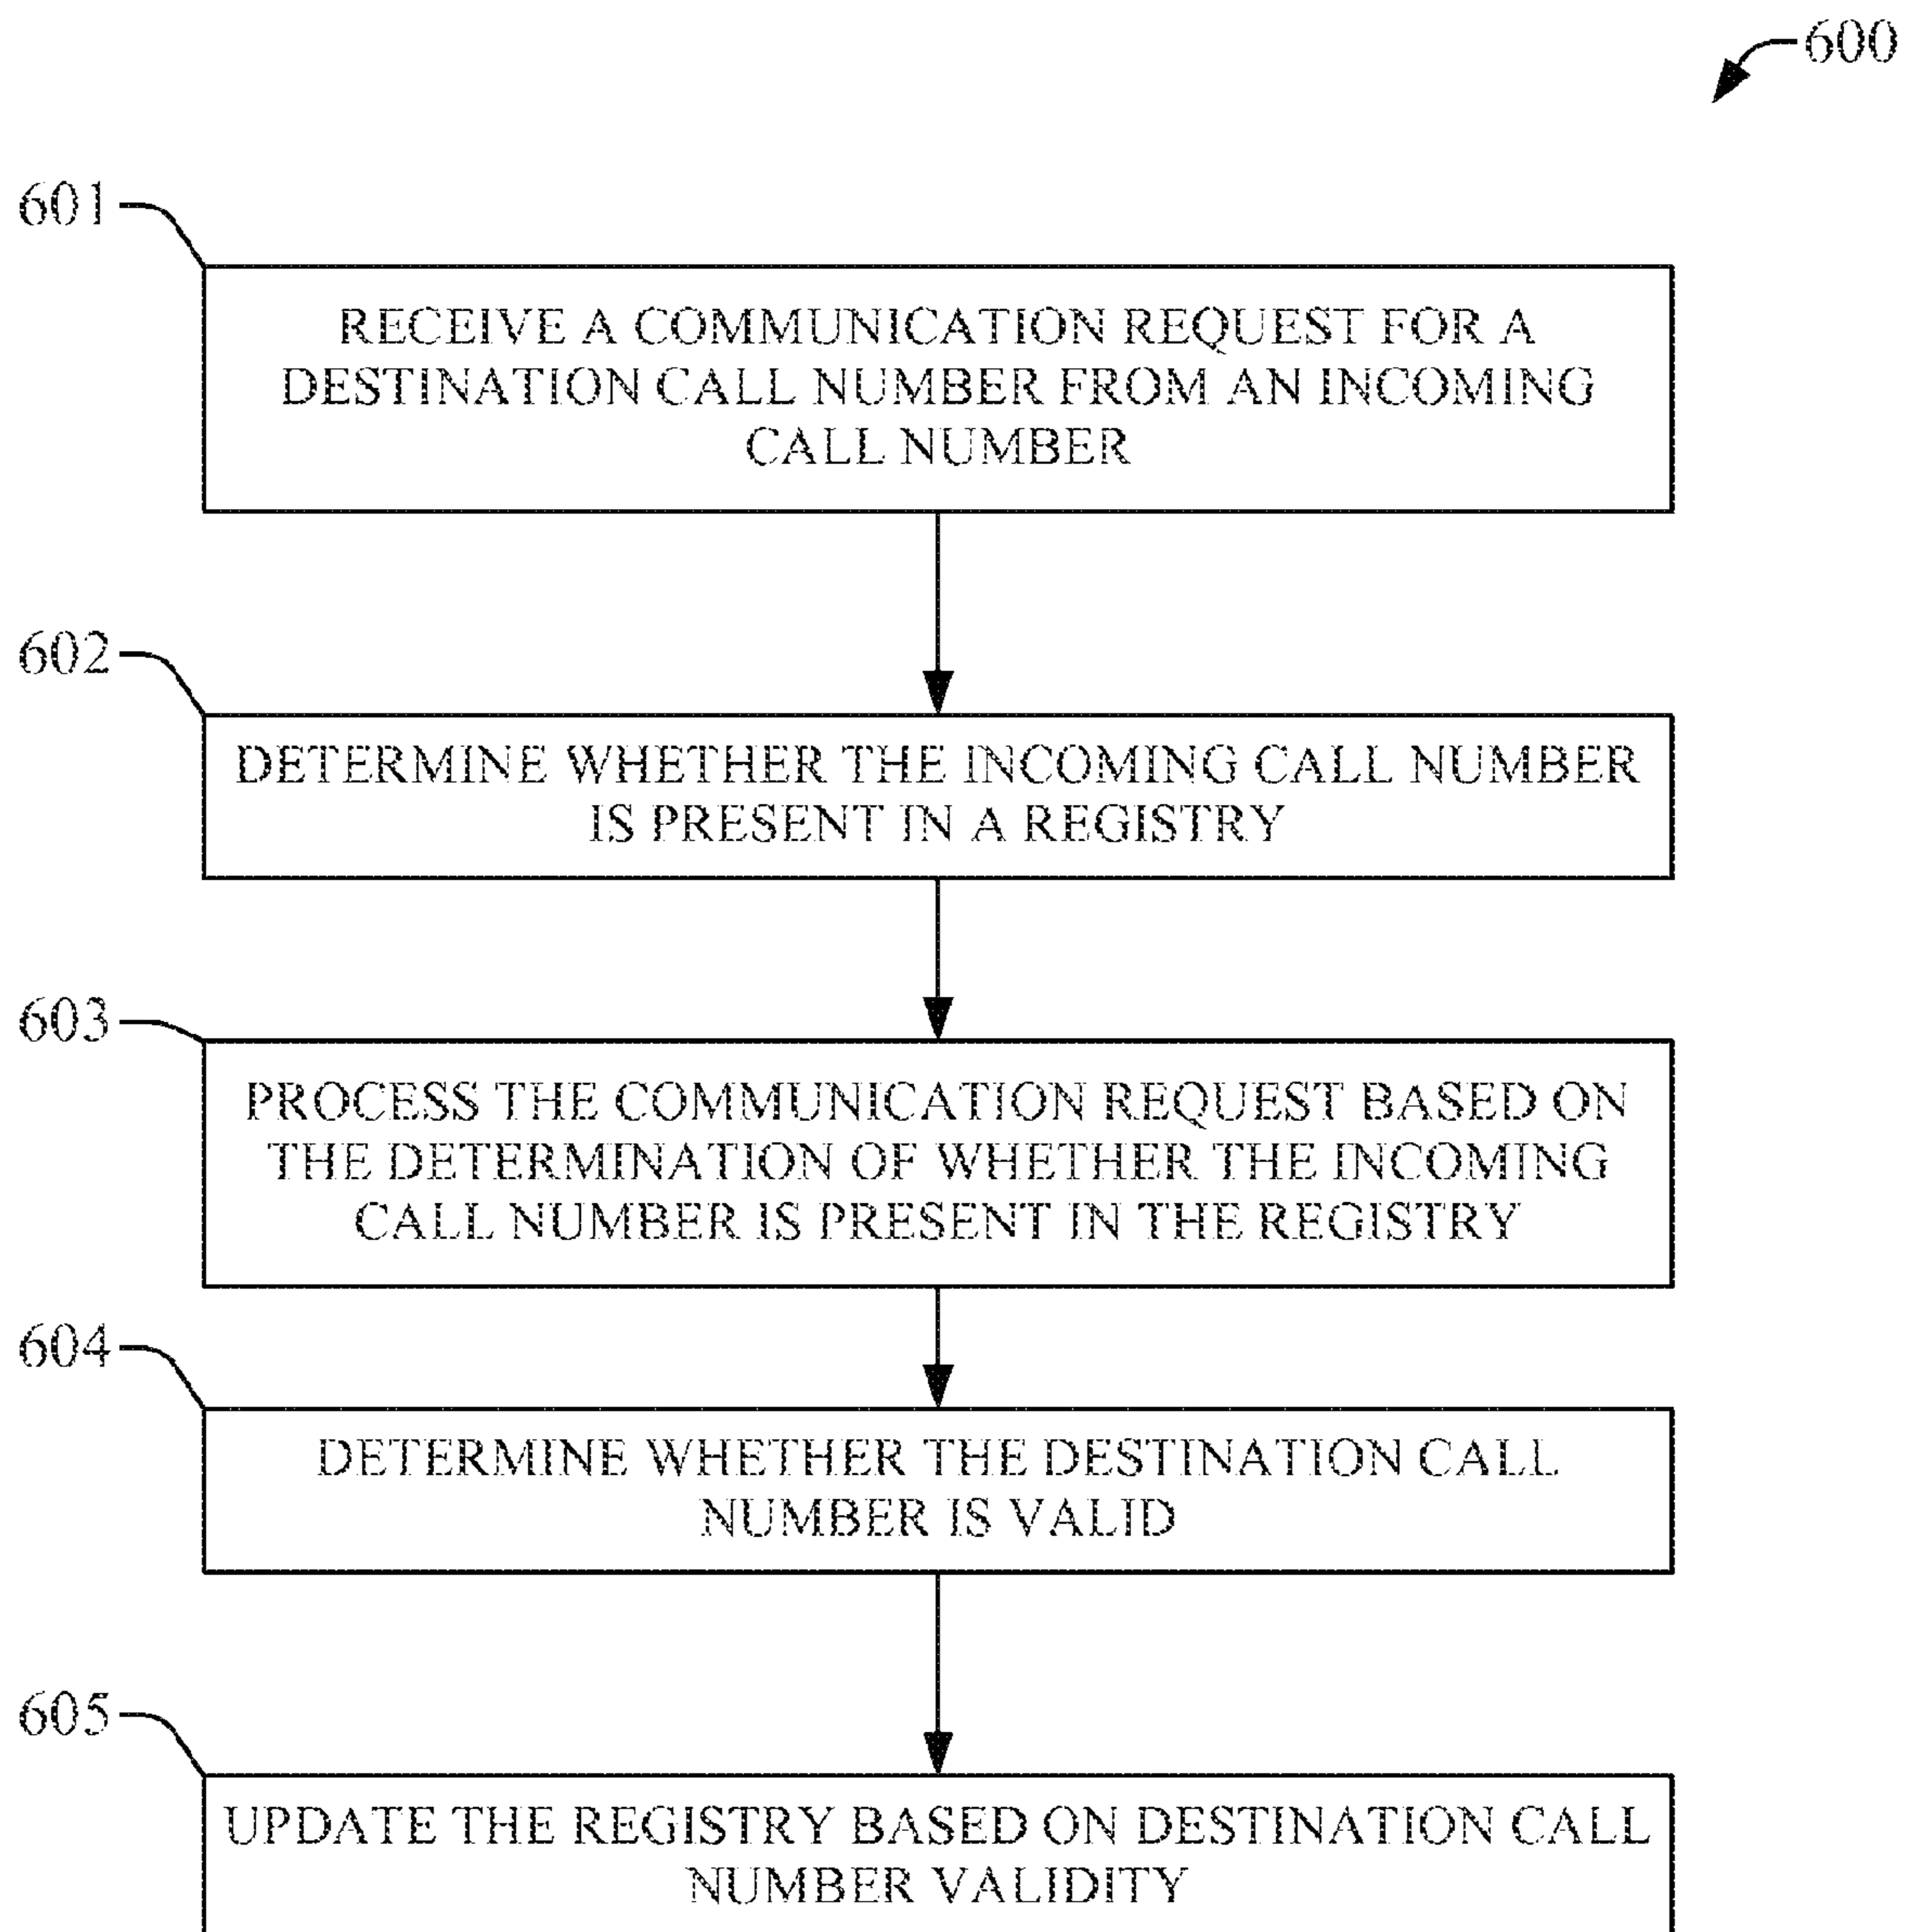 600
601
RECEIVE A COMMUNICATION REQUEST FOR A
DESTINATION CALL NUMBER FROM AN INCOMING
CALL NUMBER
602
DETERMINE WHETHER THE INCOMING CALL NUMBER
IS PRESENT IN A REGISTRY
603
PROCESS THE COMMUNICATION REQUEST BASED ON
THE DETERMINATION OF WHETHER THE INCOMING
CALL NUMBER IS PRESENT IN THE REGISTRY
604
DETERMINE WHETHER THE DESTINATION CALL
NUMBER IS VALID
605
UPDATE THE REGISTRY BASED ON DESTINATION CALL
NUMBER VALIDITY